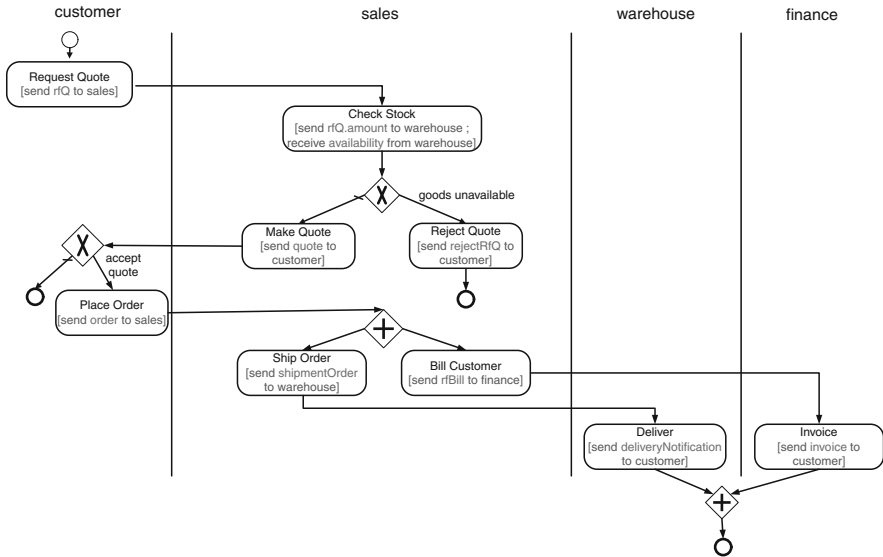 customer
sales
warehouse
finance
Request Quote
[send rfQ to sales]
Check Stock
[send rfQ.amount to warehouse ;
receive availability from warehouse]
X
goods unavailable
Make Quote
[send quote to
customer]
Reject Quote
[send rejectRfQ to
customer]
X
accept
quote
Place Order
[send order to sales]
Ship Order
[send shipmentOrder
to warehouse]
Bill Customer
[send rfBill to finance]
Deliver
[send deliveryNotification
to customer]
Invoice
[send invoice to
customer]